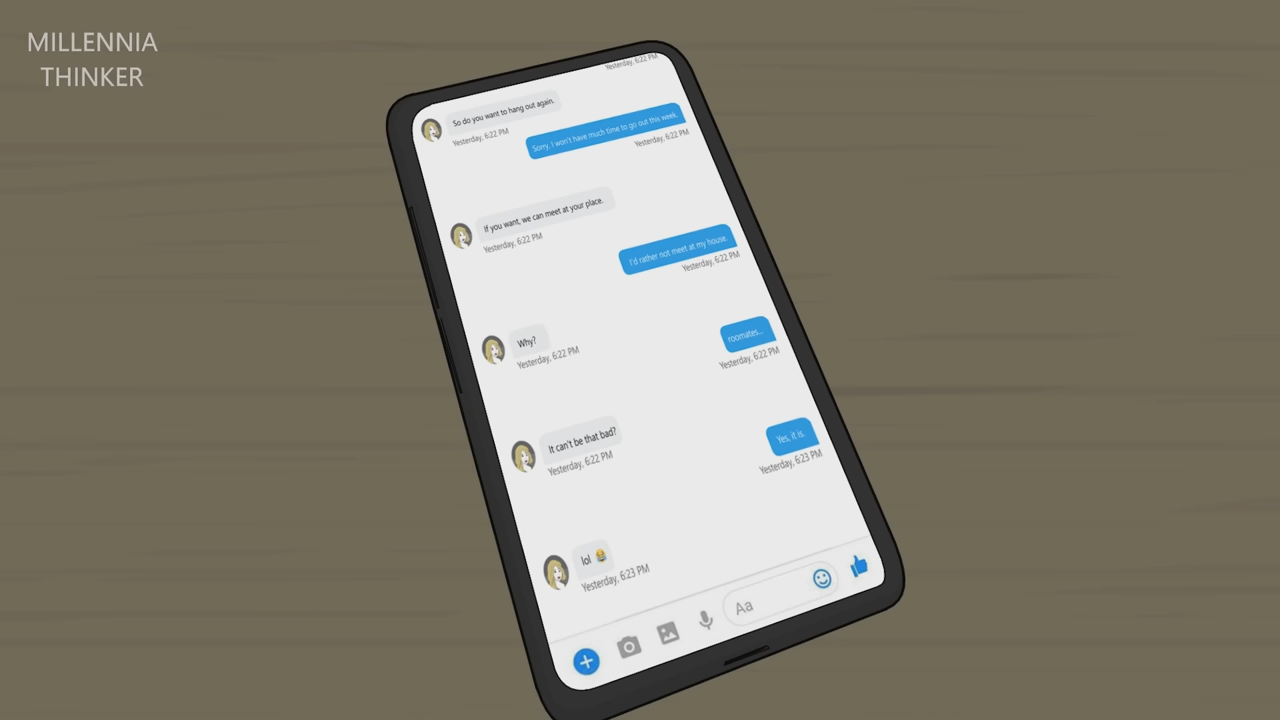 MILLENNIA
THINKER
Yesterday, 6:22 PM
So do you want to hang out again.
Yesterday, 6:22 PM
Sorry. I won't have much time to go out this week.
Yesterday, 6:22 PM
If you want, we can meet at your place.
Yesterday, 6:22 PM
I'd rather not meet at my house.
Yesterday, 6:22 PM
Why?
Yesterday, 6:22 PM
roomates...
Yesterday, 6:22 PM
It can't be that bad?
Yesterday, 6:22 PM
Yes, it is.
Yesterday, 6:23 PM
lol 😂
Yesterday, 6:23 PM
Aa